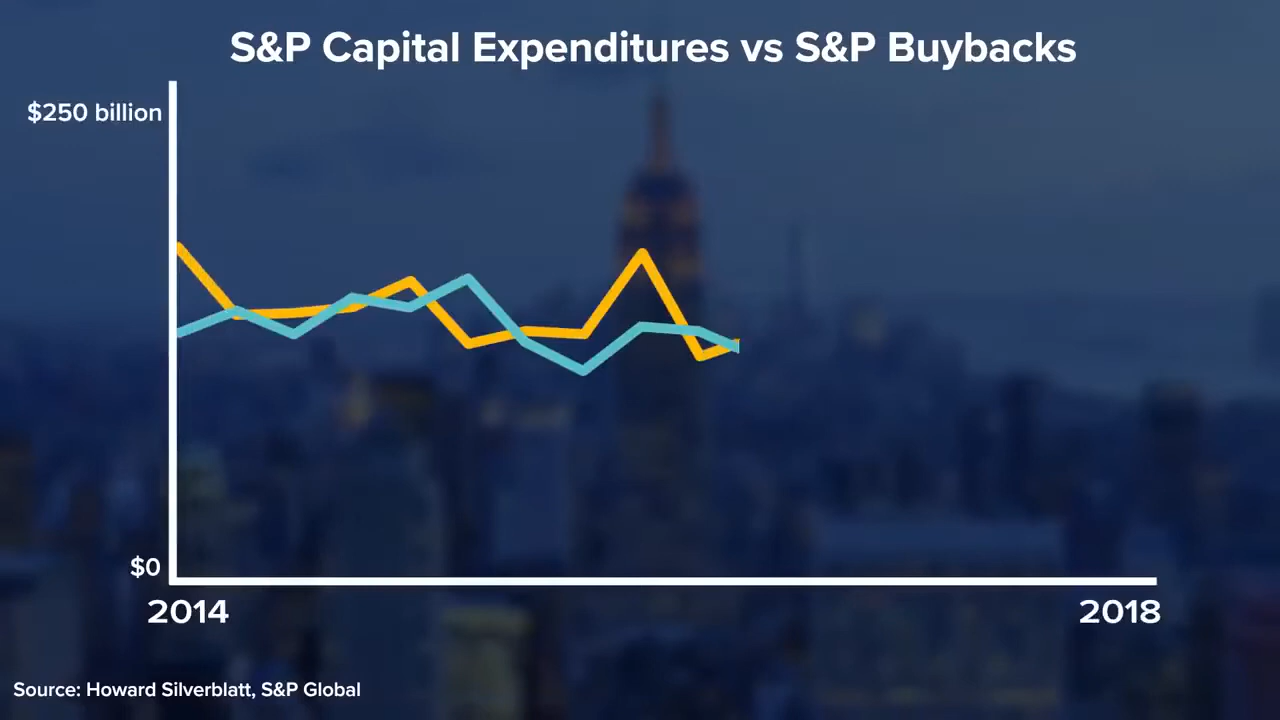 S&P Capital Expenditures vs S&P Buybacks
$250 billion
$0
2014
2018
Source: Howard Silverblatt, S&P Global